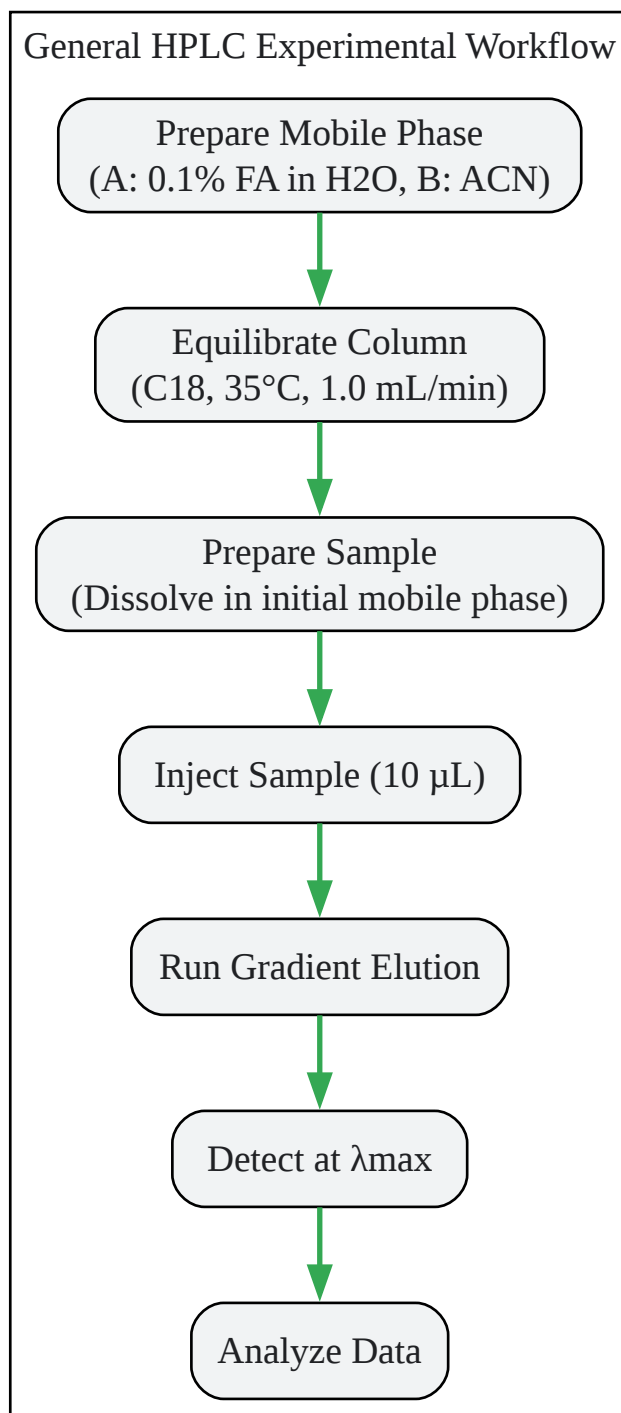 General HPLC Experimental Workflow
Prepare Mobile Phase
(A: 0.1% FA in H2O, B: ACN)
Equilibrate Column
(C18, 35°C, 1.0 mL/min)
Prepare Sample
(Dissolve in initial mobile phase)
Inject Sample (10 µL)
Run Gradient Elution
Detect at λmax
Analyze Data